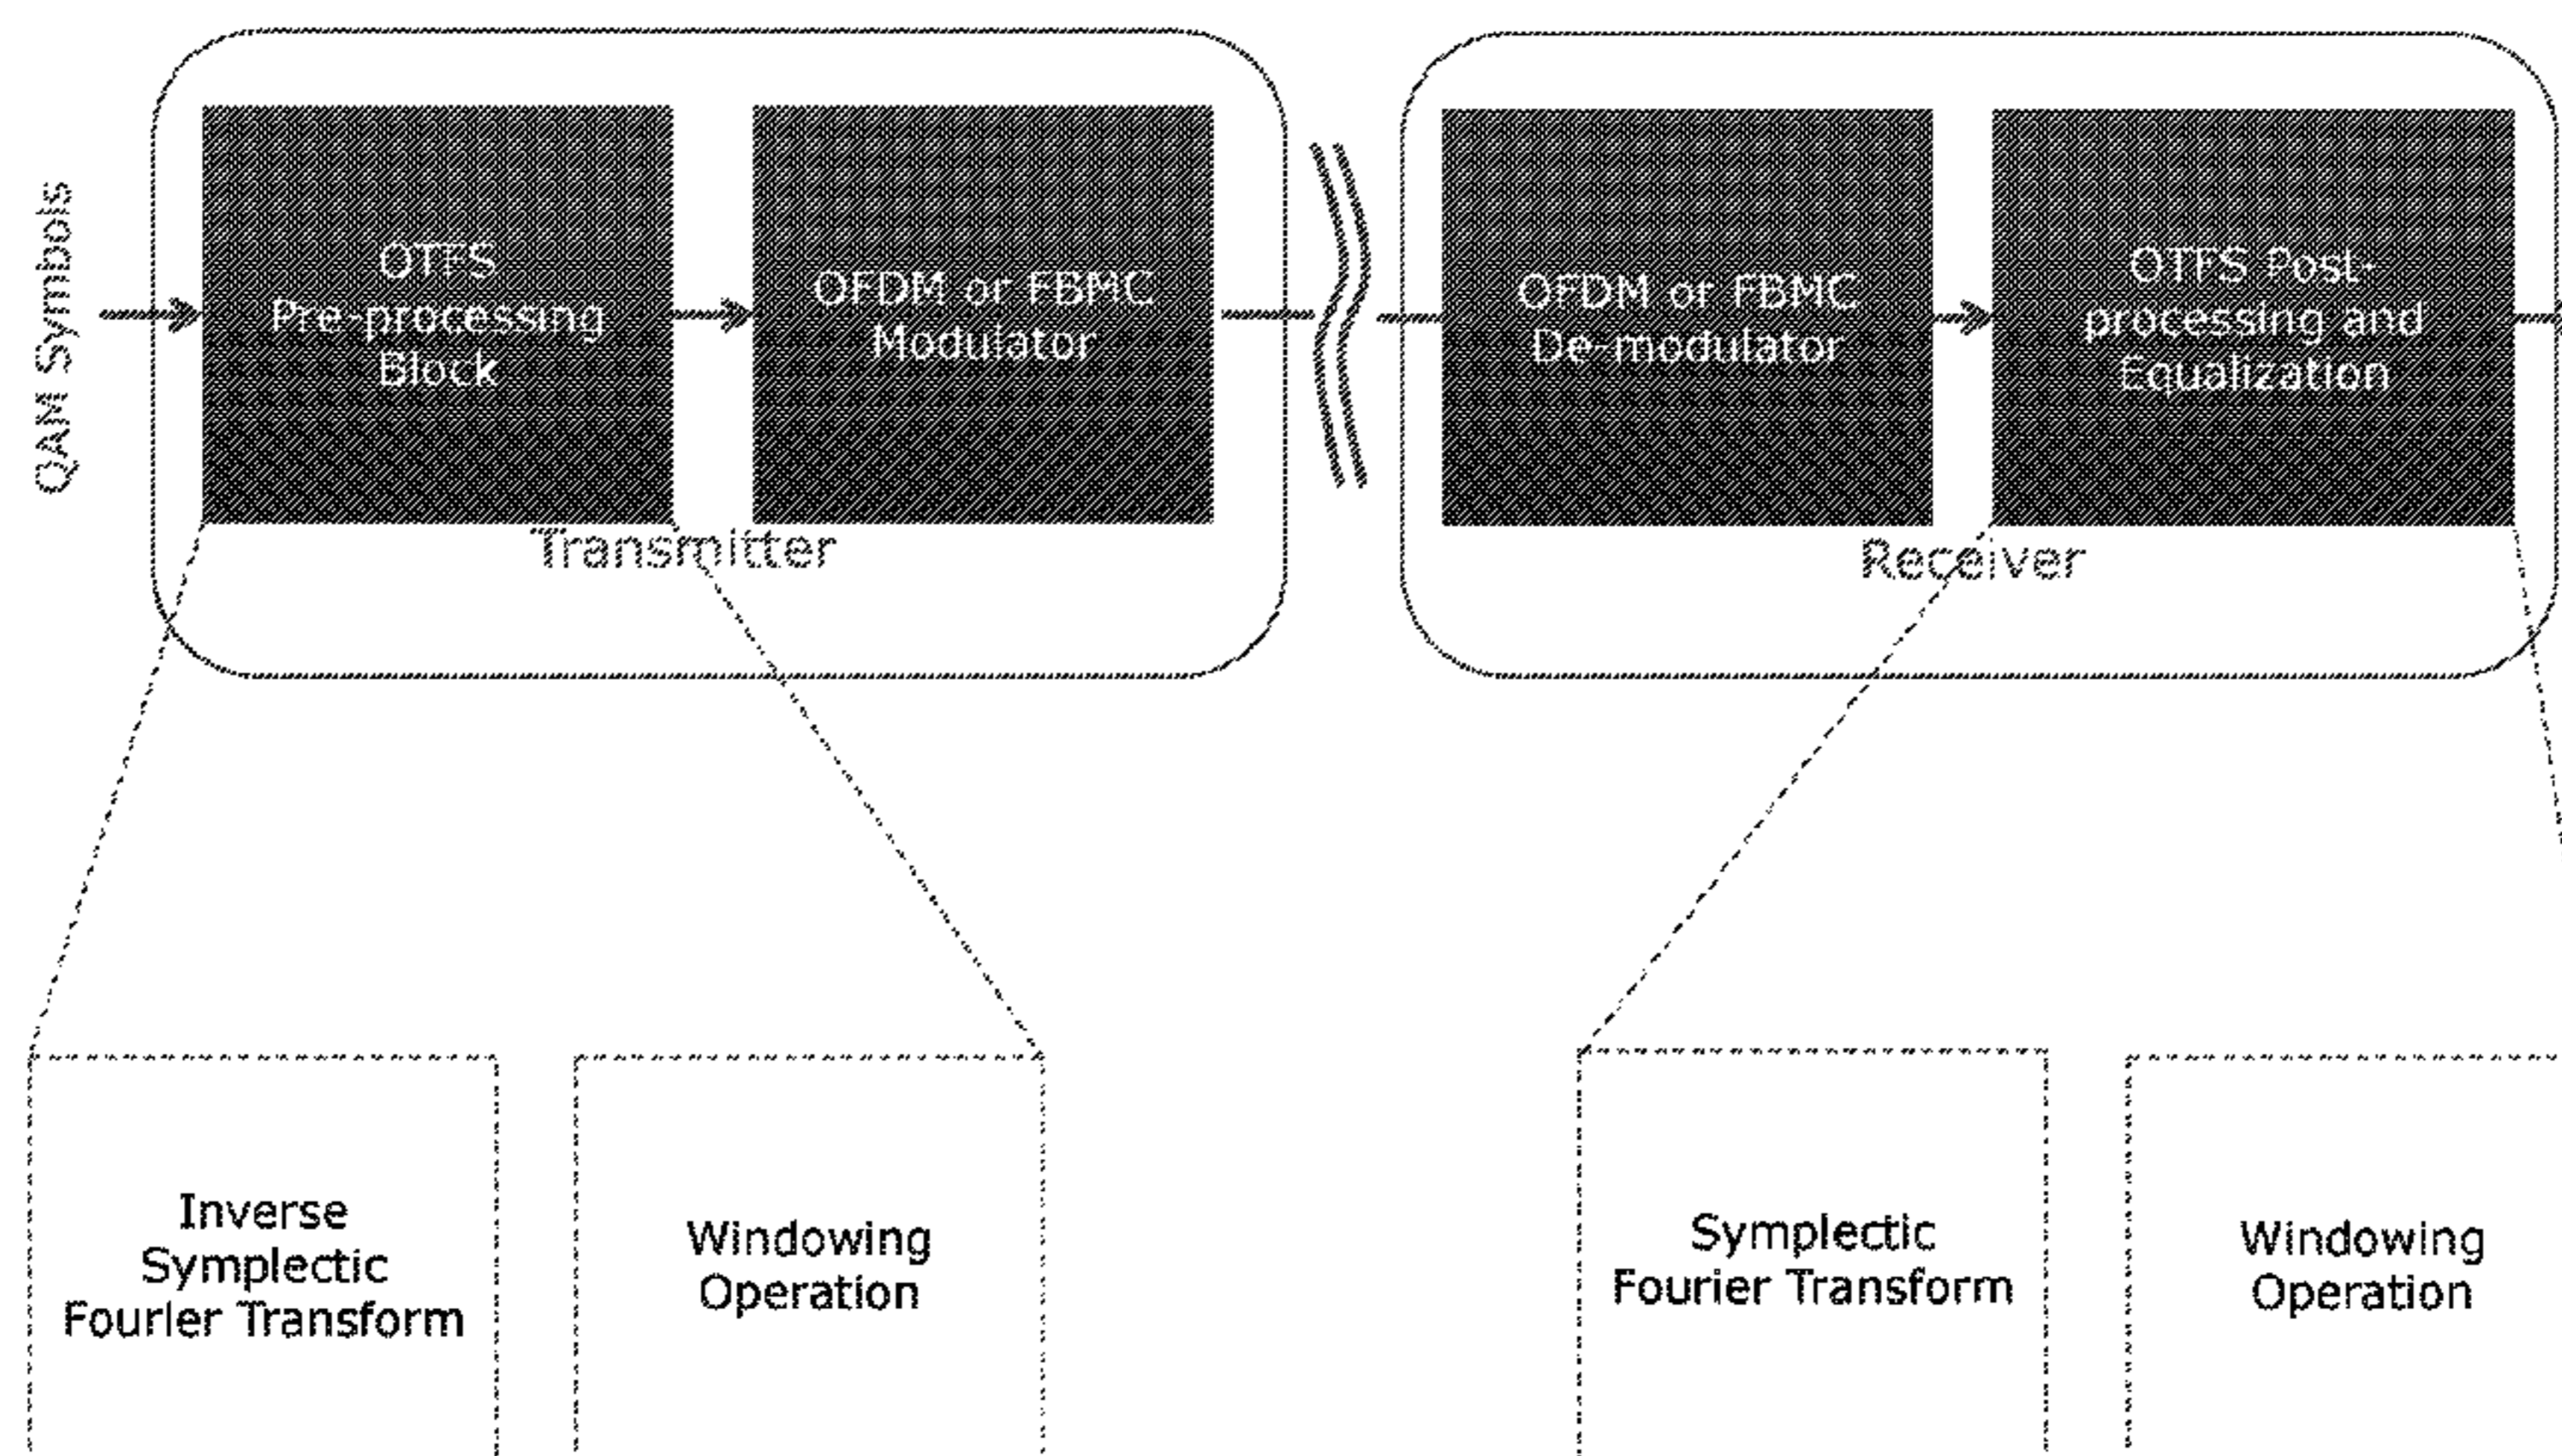 QAM Symbols
OTFS
Pre-processing
Block
OFDM or FBMC
Modulator
Transmitter
OFDM or FBMC
De-modulator
OTFS Post-
processing and
Equalization
Receiver
Inverse
Symplectic
Fourier Transform
Windowing
Operation
Symplectic
Fourier Transform
Windowing
Operation